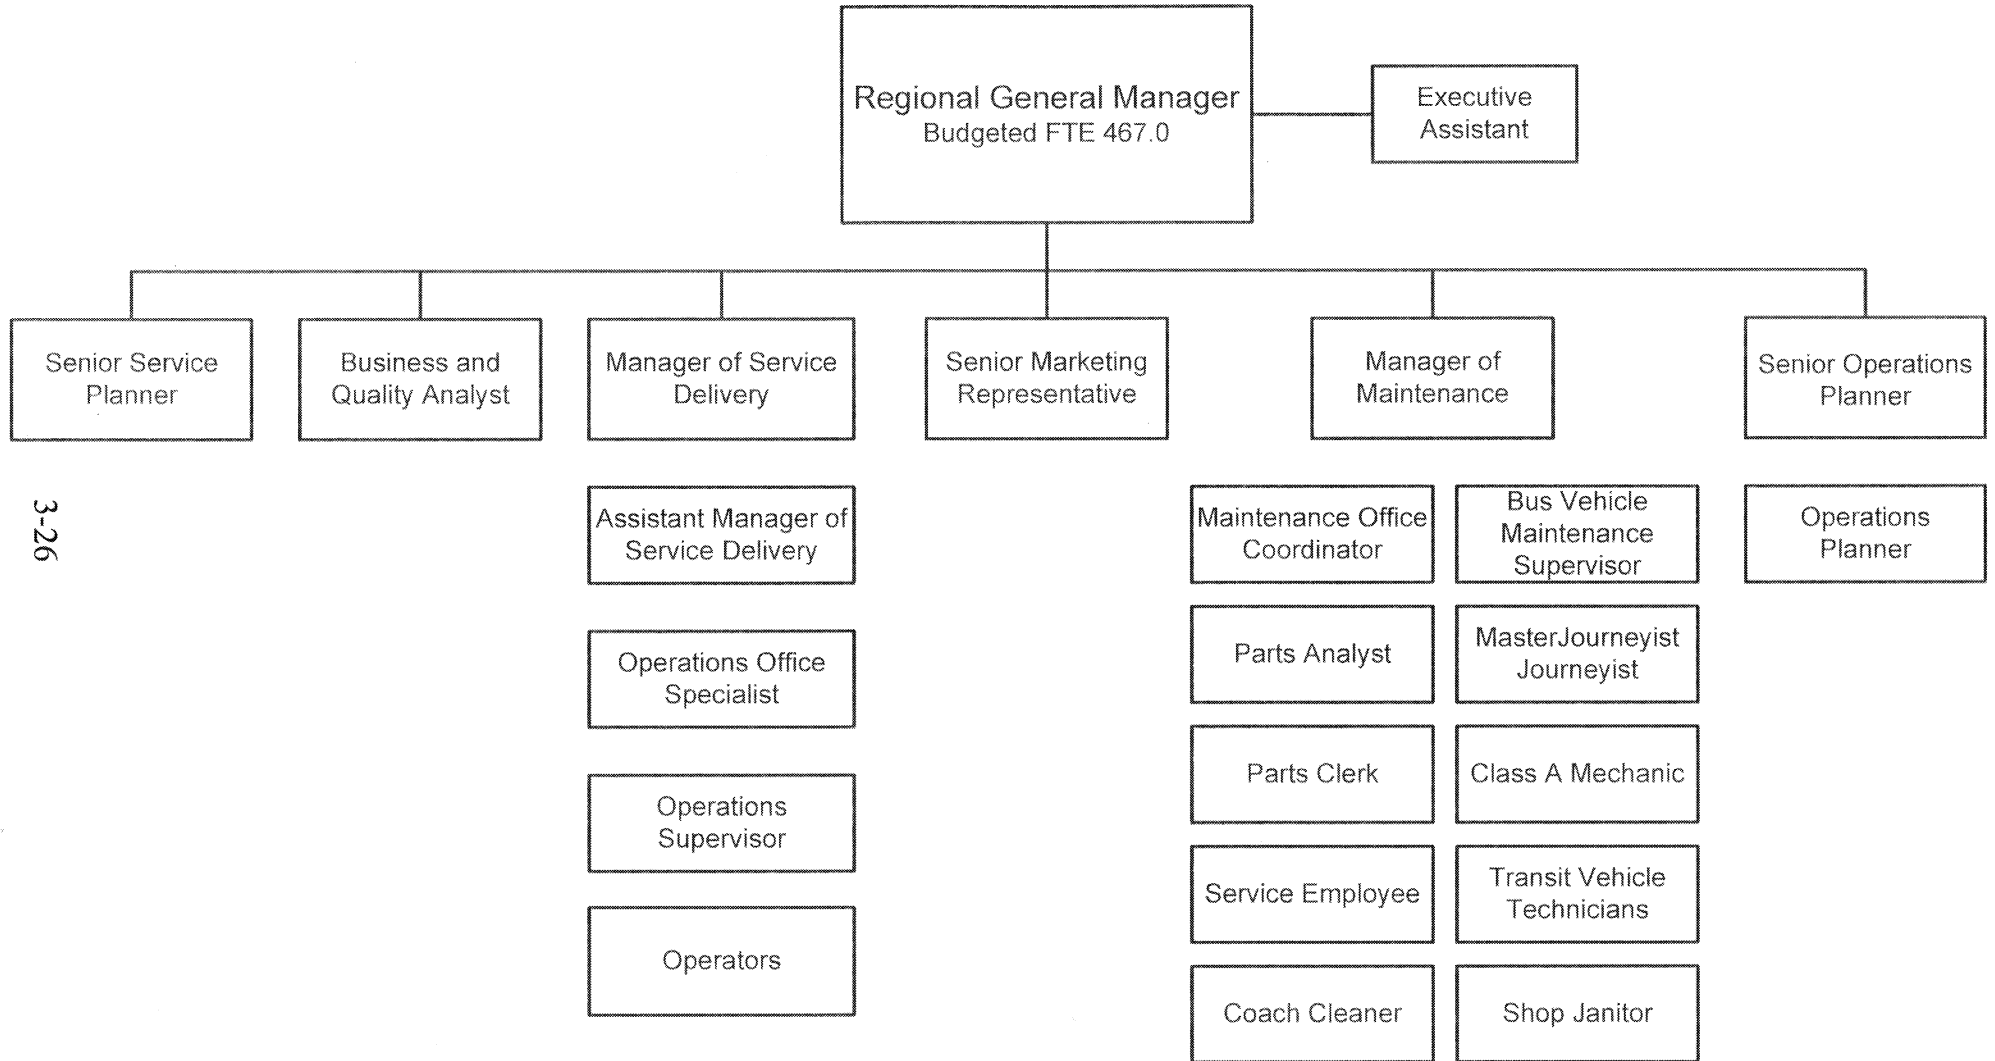 Regional General Manager
Budgeted FTE 467.0
Executive
Assistant
Senior Service
Planner
Business and
Quality Analyst
Manager of Service
Delivery
Senior Marketing
Representative
Manager of
Maintenance
Senior Operations
Planner
Assistant Manager of
Service Delivery
Operations Office
Specialist
Operations
Supervisor
Operators
Maintenance Office
Coordinator
Parts Analyst
Parts Clerk
Service Employee
Coach Cleaner
Bus Vehicle
Maintenance
Supervisor
MasterJourneyist
Journeyist
Class A Mechanic
Transit Vehicle
Technicians
Shop Janitor
Operations
Planner
3-26